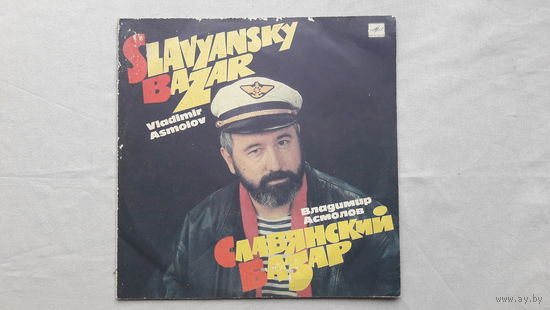 SLAVYANSKY
BAZAR
Vladimir
Asmolov
Владимир
Асмолов
СЛАВЯНСКИЙ
БАЗАР
www.ay.by